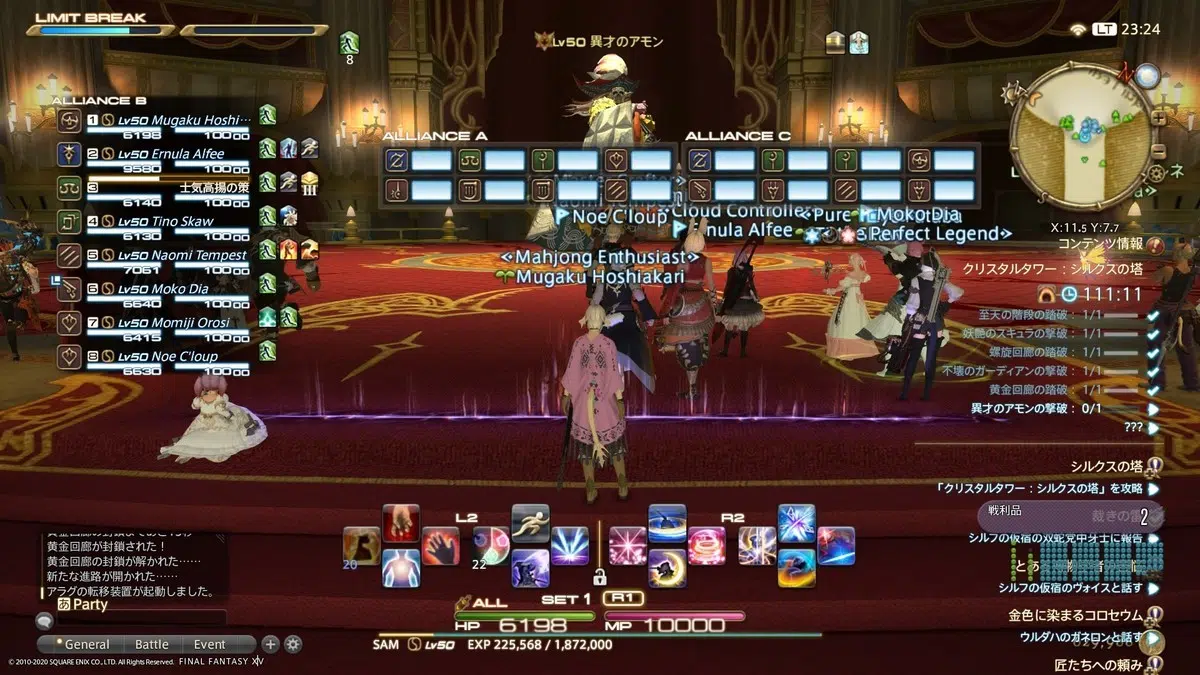 LIMIT BREAK
8
Lv50 異才のアモン
LT 23:24
ALLIANCE B
1 Lv50 Mugaku Hoshi…
6198 10000
2 Lv50 Ernula Alfee
9580 10000
3 士気高揚の策
6140 10000
4 Lv50 Tino Skaw
6130 10000
5 Lv50 Naomi Tempest
7061 10000
6 Lv50 Moko Dia
6640 10000
7 Lv50 Momiji Orosi
6415 10000
8 Lv50 Noe C'loup
6630 10000
ALLIANCE A
ALLIANCE C
Noe C'loup
Cloud Controller
Moko Dia
Ernula Alfee
Perfect Legend»
«Mahjong Enthusiast»
Mugaku Hoshiakari
X:11.5 Y:7.7
コンテンツ情報
クリスタルタワー：シルクスの塔
111:11
至天の階段の踏破： 1/1
妖艶のスキュラの撃破： 1/1
螺旋回廊の踏破： 1/1
不壊のガーディアンの撃破： 1/1
黄金回廊の踏破： 1/1
異才のアモンの撃破： 0/1
???
シルクスの塔
「クリスタルタワー：シルクスの塔」を攻略
戦利品
2
シルフの仮宿の双蛇党中牙士に報告
シルフの仮宿のヴォイスと話す
金色に染まるコロセウム
ウルダハのガネロンと話す
匠たちへの頼み
黄金回廊が封鎖された！
黄金回廊の封鎖が解かれた……
新たな進路が開かれた……
アラグの転移装置が起動しました。
あ Party
General Battle Event
L2
R2
20
22
ALL SET 1 R1
HP 6198 MP 10000
SAM Lv50 EXP 225,568 / 1,872,000
© 2010-2020 SQUARE ENIX CO., LTD. All Rights Reserved. FINAL FANTASY XIV